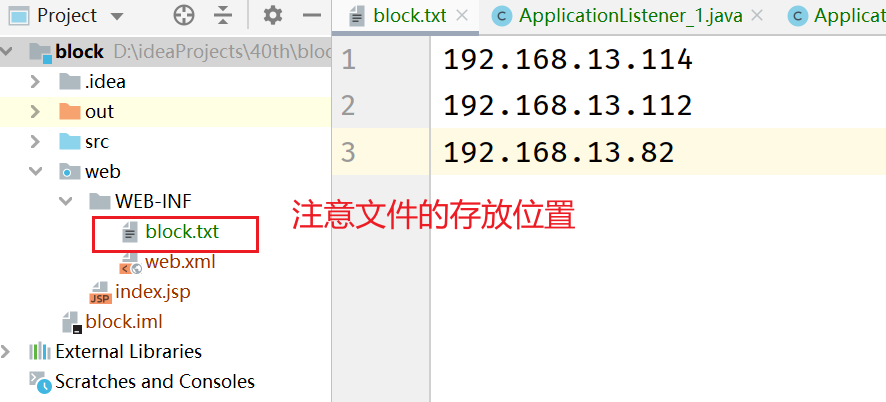 Project
block D:\ideaProjects\40th\bloc
.idea
out
src
web
WEB-INF
block.txt
web.xml
index.jsp
JSP
block.iml
External Libraries
Scratches and Consoles
block.txt
ApplicationListener_1.java
Applicat
1 192.168.13.114
2 192.168.13.112
3 192.168.13.82
注意文件的存放位置